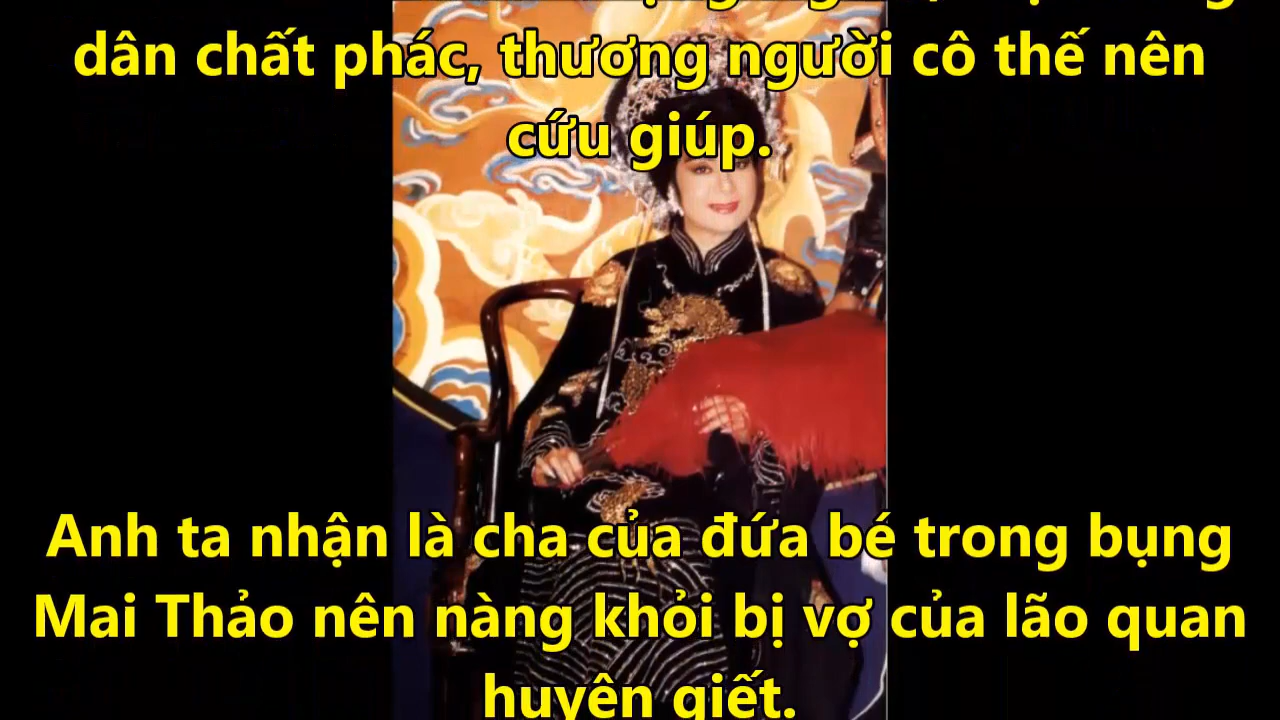 dân chất phác, thương người cô thế nên
cứu giúp.
Anh ta nhận là cha của đứa bé trong bụng
Mai Thảo nên nàng khỏi bị vợ của lão quan
huyện giết.